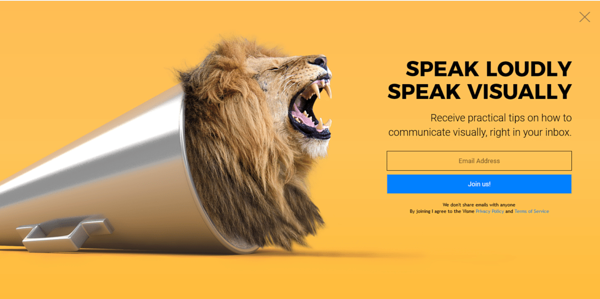 SPEAK LOUDLY
SPEAK VISUALLY
Receive practical tips on how to
communicate visually, right in your inbox.
Email Address
Join us!
We don't share emails with anyone
By joining I agree to the Visme Privacy Policy and Terms of Service